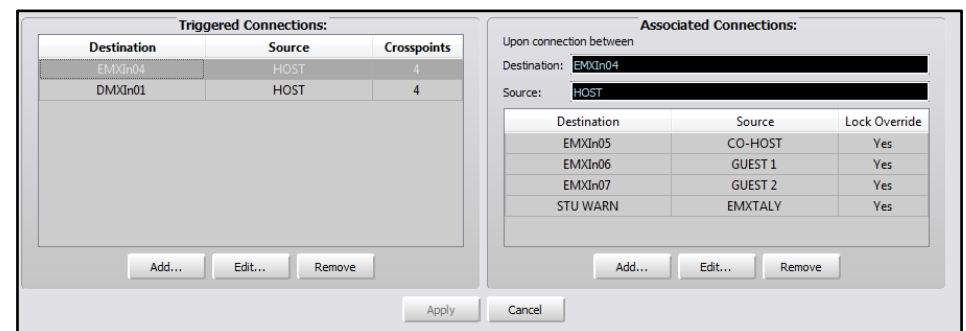 Triggered Connections:
Destination Source Crosspoints
EMXIn04 HOST 4
DMXIn01 HOST 4
Add... Edit... Remove
Associated Connections:
Upon connection between
Destination: EMXIn04
Source: HOST
Destination Source Lock Override
EMXIn05 CO-HOST Yes
EMXIn06 GUEST 1 Yes
EMXIn07 GUEST 2 Yes
STU WARN EMXTALY Yes
Add... Edit... Remove
Apply Cancel